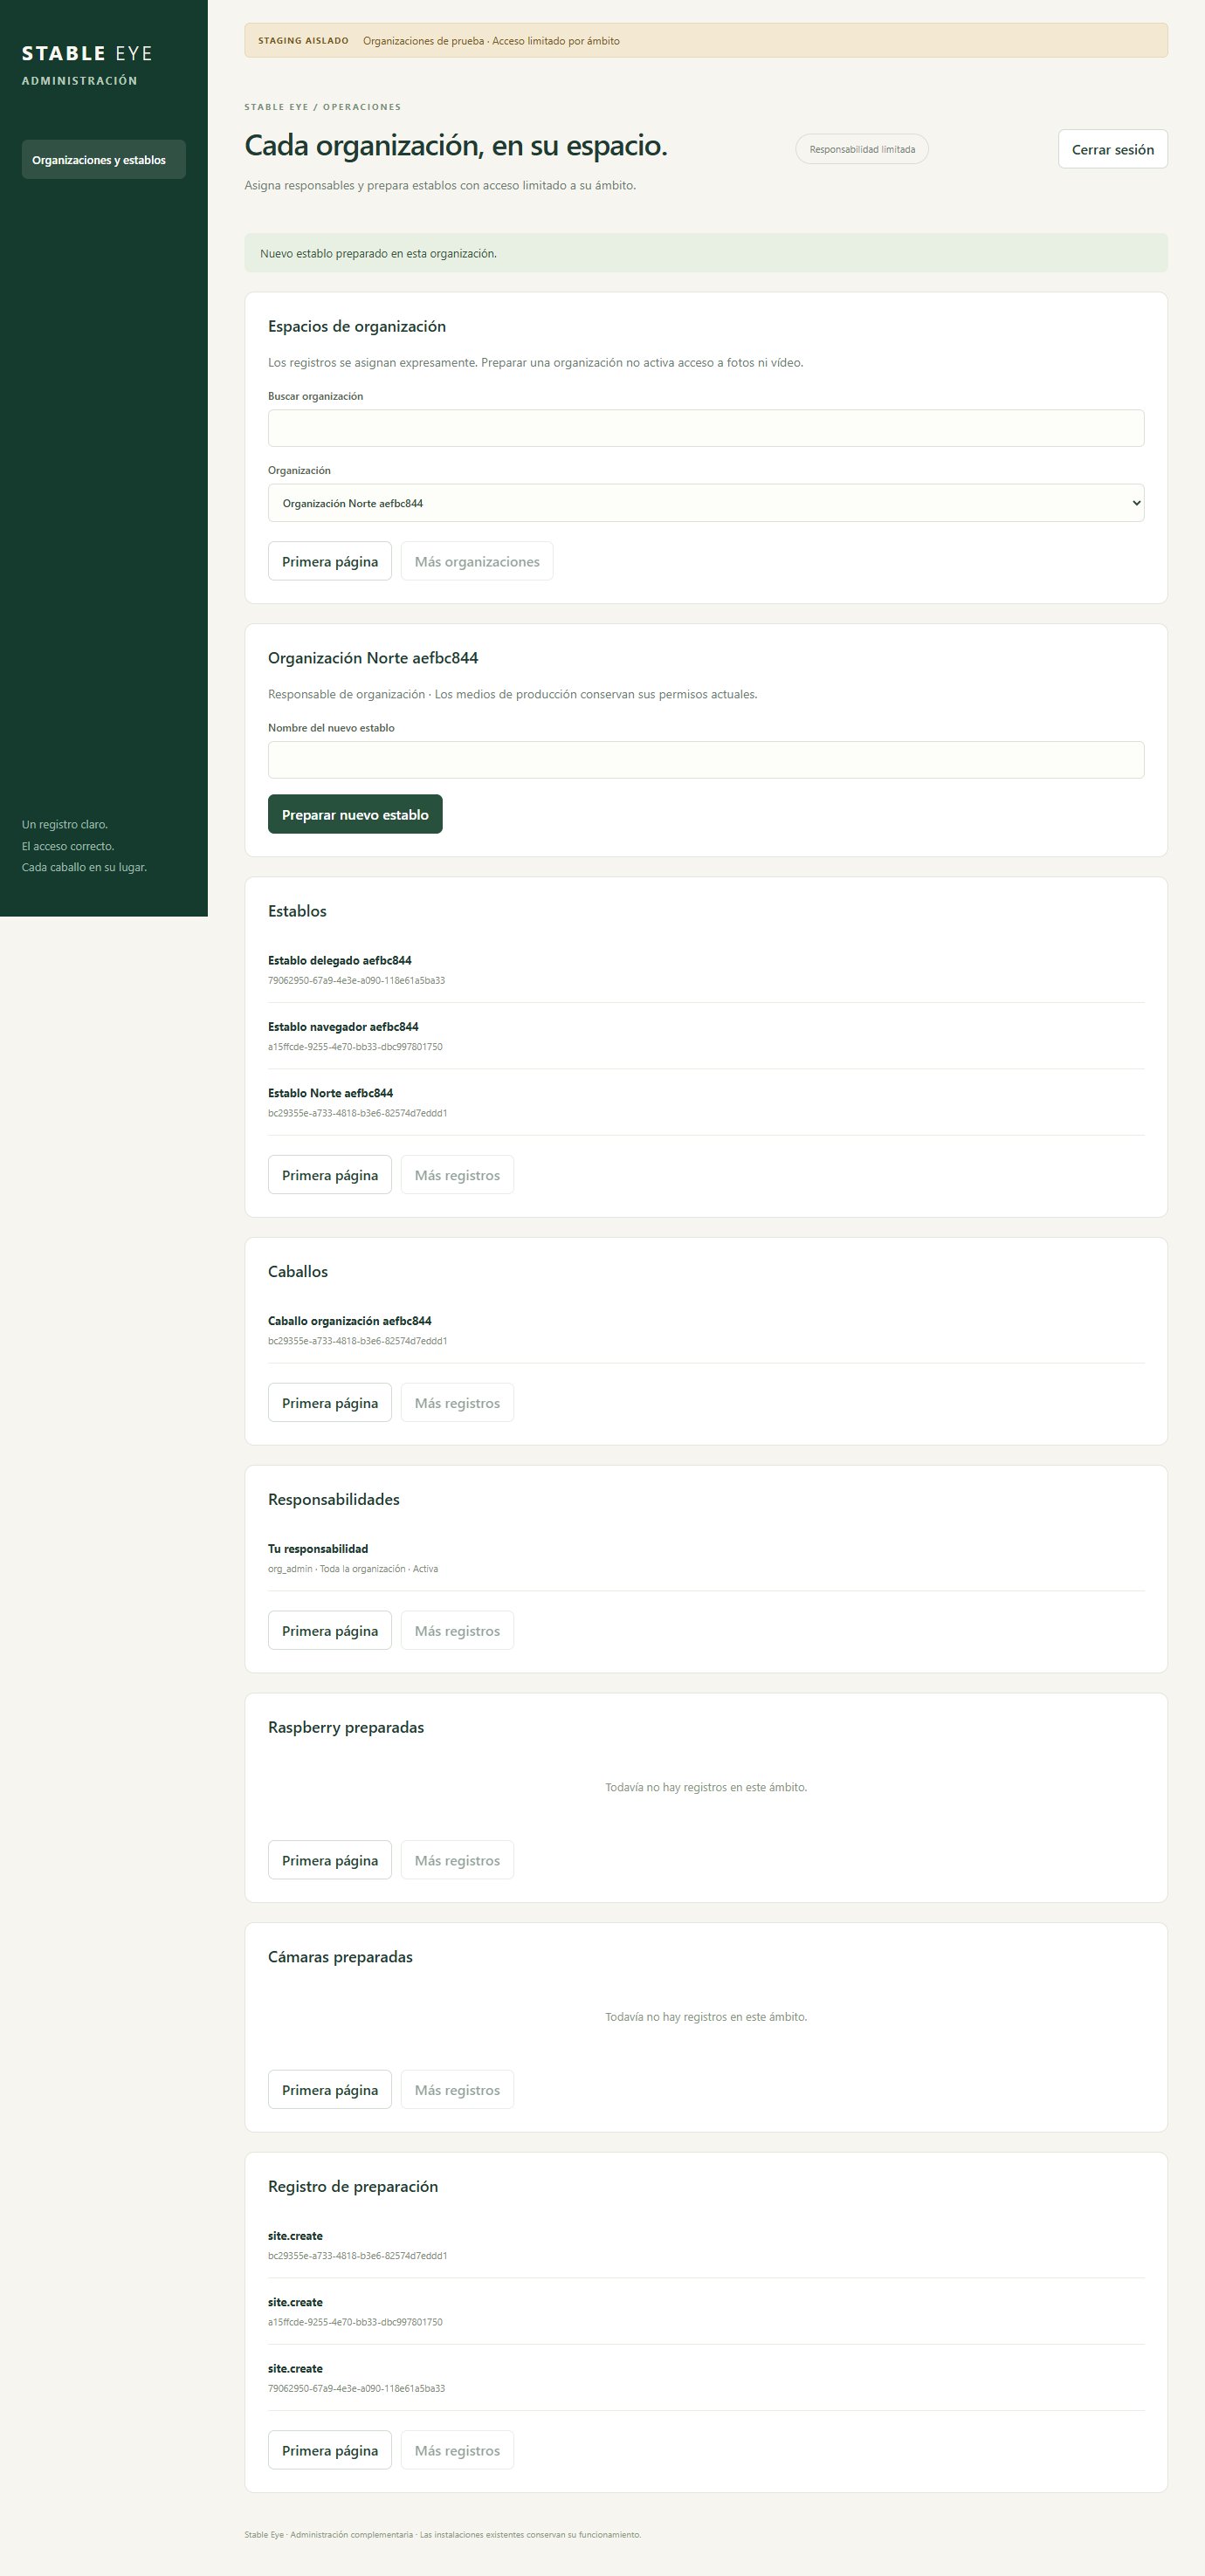 STABLE EYE
ADMINISTRACIÓN
Organizaciones y establos
Un registro claro.
El acceso correcto.
Cada caballo en su lugar.
STAGING AISLADO Organizaciones de prueba · Acceso limitado por ámbito
STABLE EYE / OPERACIONES
Cada organización, en su espacio.
Responsabilidad limitada
Cerrar sesión
Asigna responsables y prepara establos con acceso limitado a su ámbito.
Nuevo establo preparado en esta organización.
Espacios de organización
Los registros se asignan expresamente. Preparar una organización no activa acceso a fotos ni vídeo.
Buscar organización
Organización
Organización Norte aefbc844
Primera página Más organizaciones
Organización Norte aefbc844
Responsable de organización · Los medios de producción conservan sus permisos actuales.
Nombre del nuevo establo
Preparar nuevo establo
Establos
Establo delegado aefbc844
79062950-67a9-4e3e-a090-118e61a5ba33
Establo navegador aefbc844
a15ffcde-9255-4e70-bb33-dbc997801750
Establo Norte aefbc844
bc29355e-a733-4818-b3e6-82574d7eddd1
Primera página Más registros
Caballos
Caballo organización aefbc844
bc29355e-a733-4818-b3e6-82574d7eddd1
Primera página Más registros
Responsabilidades
Tu responsabilidad
org_admin · Toda la organización · Activa
Primera página Más registros
Raspberry preparadas
Todavía no hay registros en este ámbito.
Primera página Más registros
Cámaras preparadas
Todavía no hay registros en este ámbito.
Primera página Más registros
Registro de preparación
site.create
bc29355e-a733-4818-b3e6-82574d7eddd1
site.create
a15ffcde-9255-4e70-bb33-dbc997801750
site.create
79062950-67a9-4e3e-a090-118e61a5ba33
Primera página Más registros
Stable Eye · Administración complementaria · Las instalaciones existentes conservan su funcionamiento.